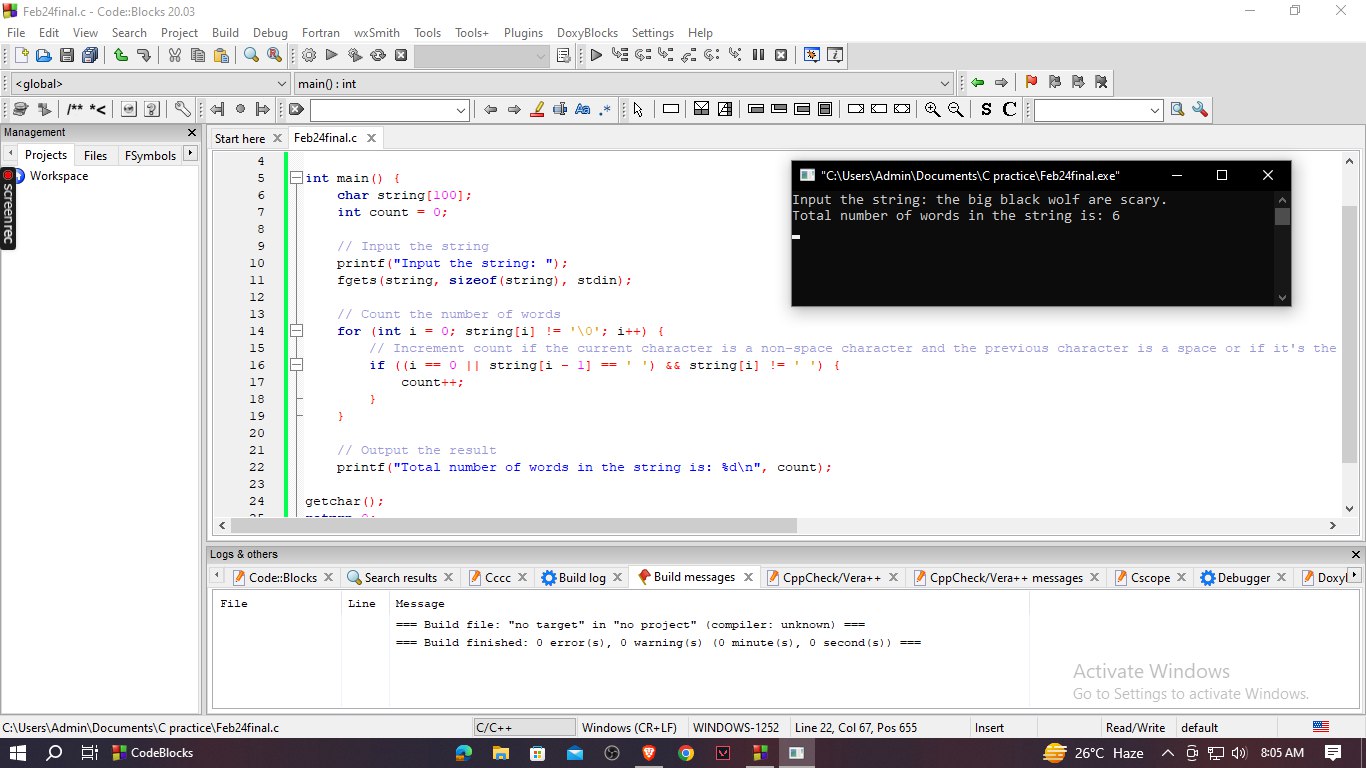 Feb24final.c - Code::Blocks 20.03
File Edit View Search Project Build Debug Fortran wxSmith Tools Tools+ Plugins DoxyBlocks Settings Help
<global> main() : int
/** *< Aa .* S C
Management
Projects Files FSymbols
Workspace
screenrec
Start here Feb24final.c
4
5 int main() {
6 char string[100];
7 int count = 0;
8
9 // Input the string
10 printf("Input the string: ");
11 fgets(string, sizeof(string), stdin);
12
13 // Count the number of words
14 for (int i = 0; string[i] != '\0'; i++) {
15 // Increment count if the current character is a non-space character and the previous character is a space or if it's the
16 if ((i == 0 || string[i - 1] == ' ') && string[i] != ' ') {
17 count++;
18 }
19 }
20
21 // Output the result
22 printf("Total number of words in the string is: %d\n", count);
23
24 getchar();
"C:\Users\Admin\Documents\C practice\Feb24final.exe"
Input the string: the big black wolf are scary.
Total number of words in the string is: 6
Logs & others
Code::Blocks Search results Cccc Build log Build messages CppCheck/Vera++ CppCheck/Vera++ messages Cscope Debugger
File Line Message
=== Build file: "no target" in "no project" (compiler: unknown) ===
=== Build finished: 0 error(s), 0 warning(s) (0 minute(s), 0 second(s)) ===
Activate Windows
Go to Settings to activate Windows.
C:\Users\Admin\Documents\C practice\Feb24final.c C/C++ Windows (CR+LF) WINDOWS-1252 Line 22, Col 67, Pos 655 Insert Read/Write default
CodeBlocks 26°C Haze 8:05 AM